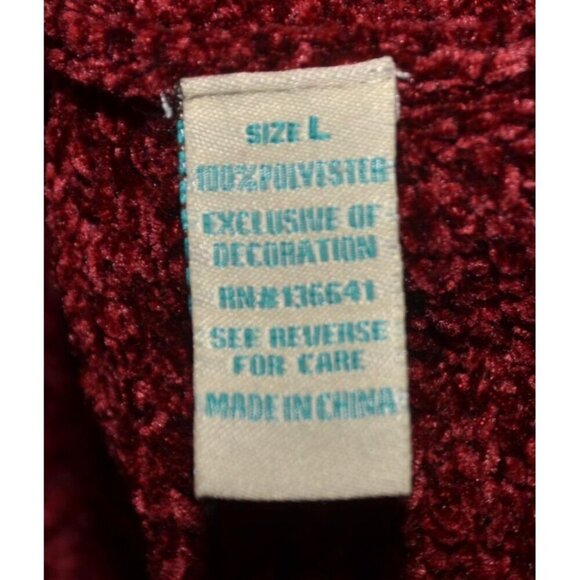 SIZE L
100% POLYESTER
EXCLUSIVE OF
DECORATION
RN#136641
SEE REVERSE
FOR CARE
MADE IN CHINA